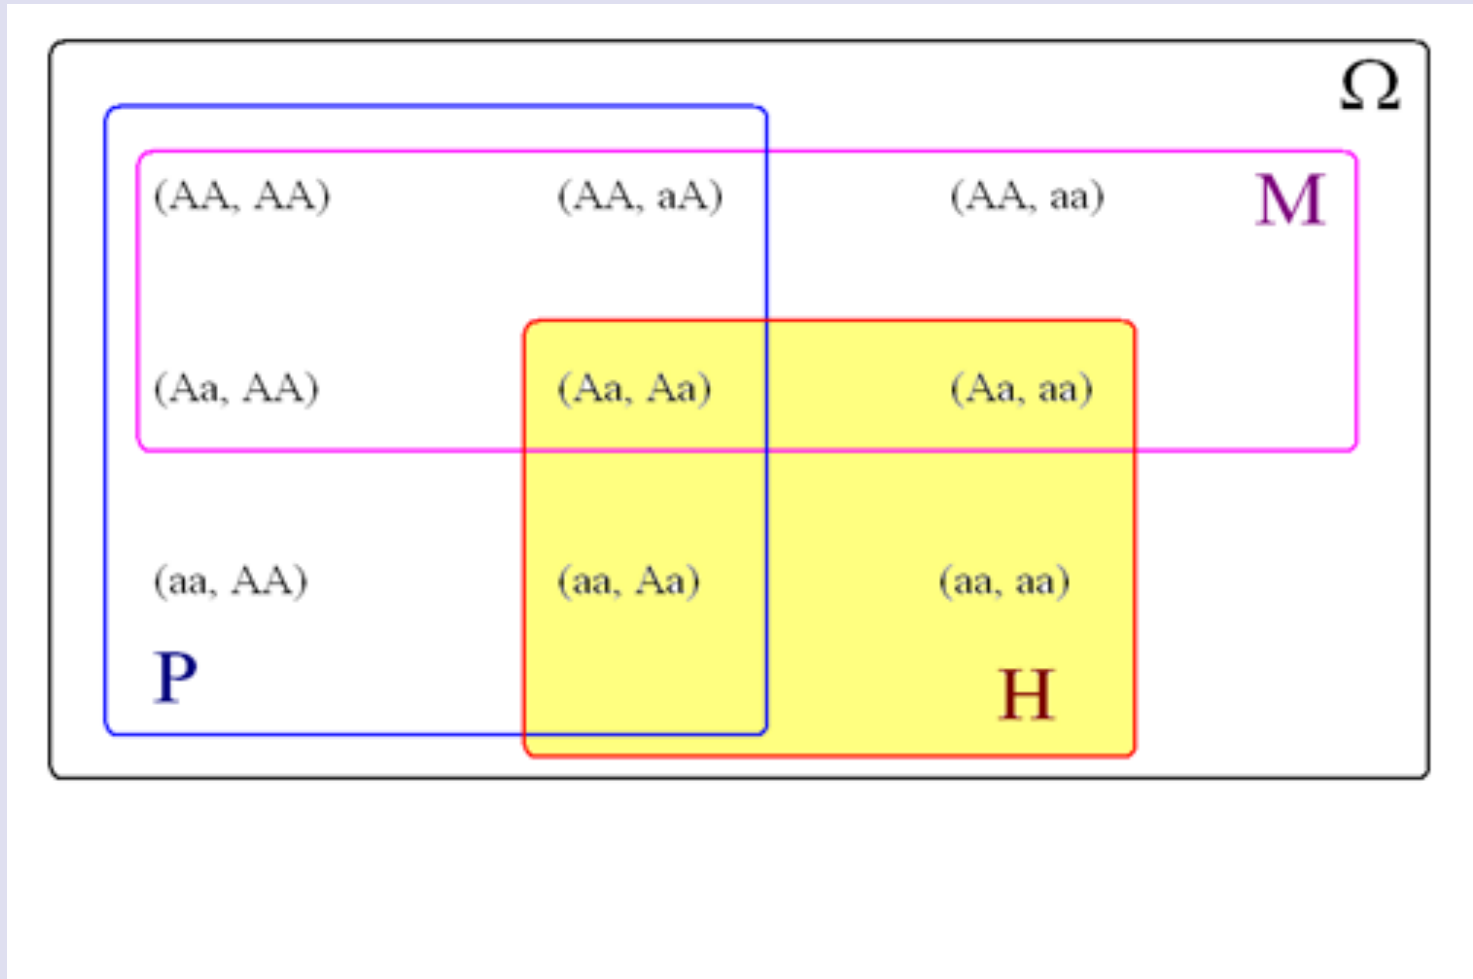 Ω
(AA, AA) (AA, aA) (AA, aa) M
(Aa, AA) (Aa, Aa) (Aa, aa)
(aa, AA) (aa, Aa) (aa, aa)
P H